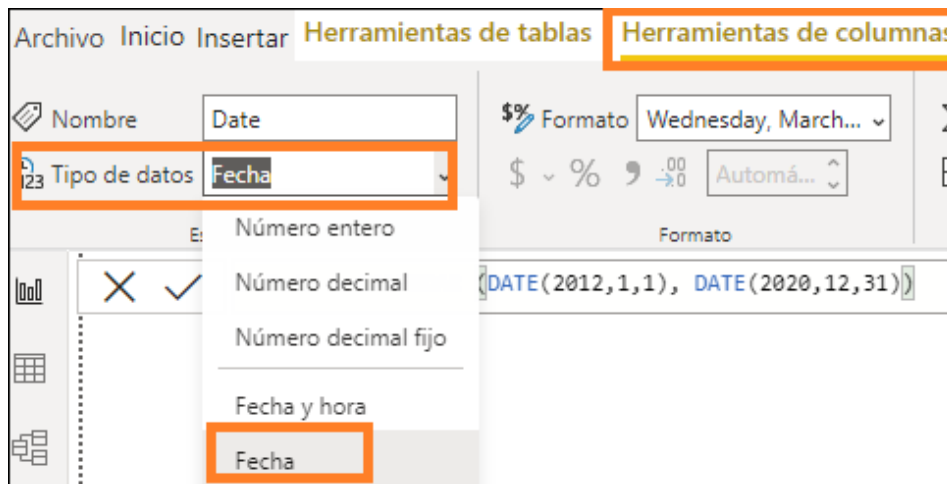 Archivo Inicio Insertar Herramientas de tablas Herramientas de columnas
Nombre Date $% Formato Wednesday, March...
123 Tipo de datos Fecha $ % 9 .00 Automá...
Formato
Número entero
(DATE(2012,1,1), DATE(2020,12,31))
Número decimal
Número decimal fijo
Fecha y hora
Fecha